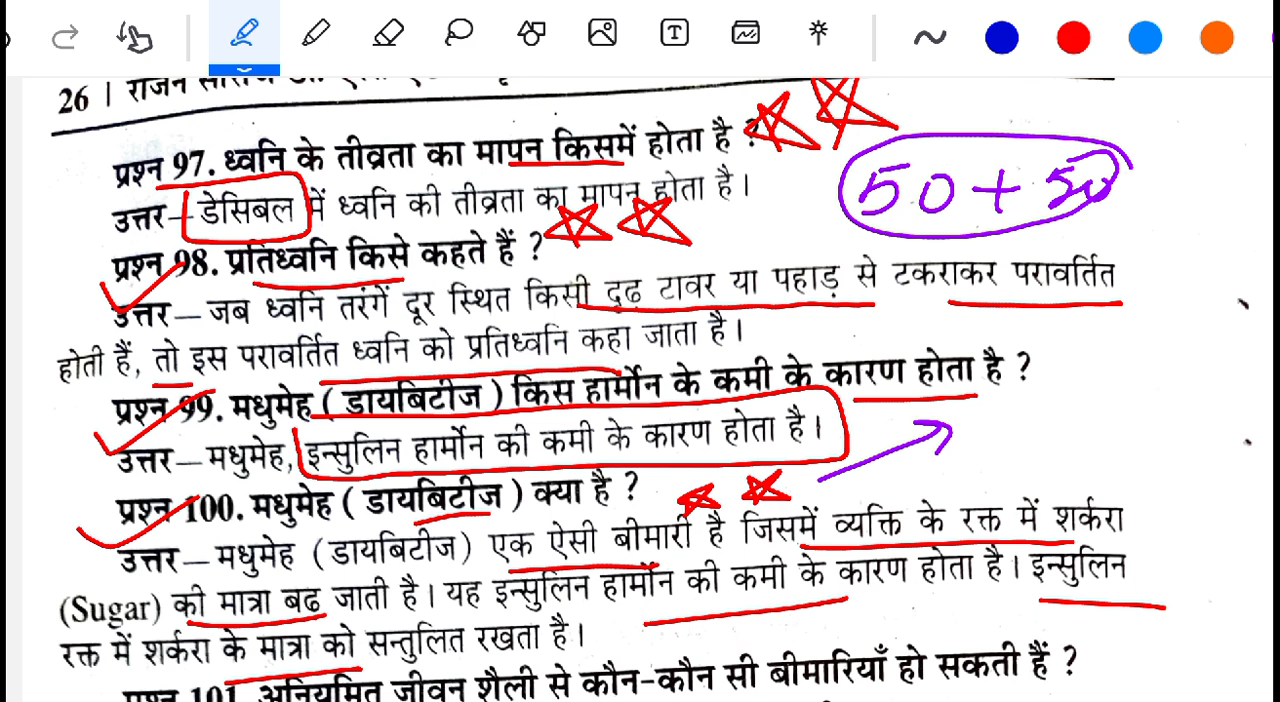 26 | राजन
प्रश्न 97. ध्वनि के तीव्रता का मापन किसमें होता है ?
50 + 50
उत्तर– डेसिबल में ध्वनि की तीव्रता का मापन होता है।
प्रश्न 98. प्रतिध्वनि किसे कहते हैं ?
उत्तर–जब ध्वनि तरंगें दूर स्थित किसी दृढ टावर या पहाड़ से टकराकर परावर्तित
होती हैं, तो इस परावर्तित ध्वनि को प्रतिध्वनि कहा जाता है।
प्रश्न 99. मधुमेह ( डायबिटीज ) किस हार्मोन के कमी के कारण होता है ?
उत्तर–मधुमेह, इन्सुलिन हार्मोन की कमी के कारण होता है।
प्रश्न 100. मधुमेह ( डायबिटीज ) क्या है ?
उत्तर– मधुमेह (डायबिटीज) एक ऐसी बीमारी है जिसमें व्यक्ति के रक्त में शर्करा
(Sugar) की मात्रा बढ जाती है। यह इन्सुलिन हार्मोन की कमी के कारण होता है। इन्सुलिन
रक्त में शर्करा के मात्रा को सन्तुलित रखता है।
प्रश्न 101. अनियमित जीवन शैली से कौन-कौन सी बीमारियाँ हो सकती हैं ?